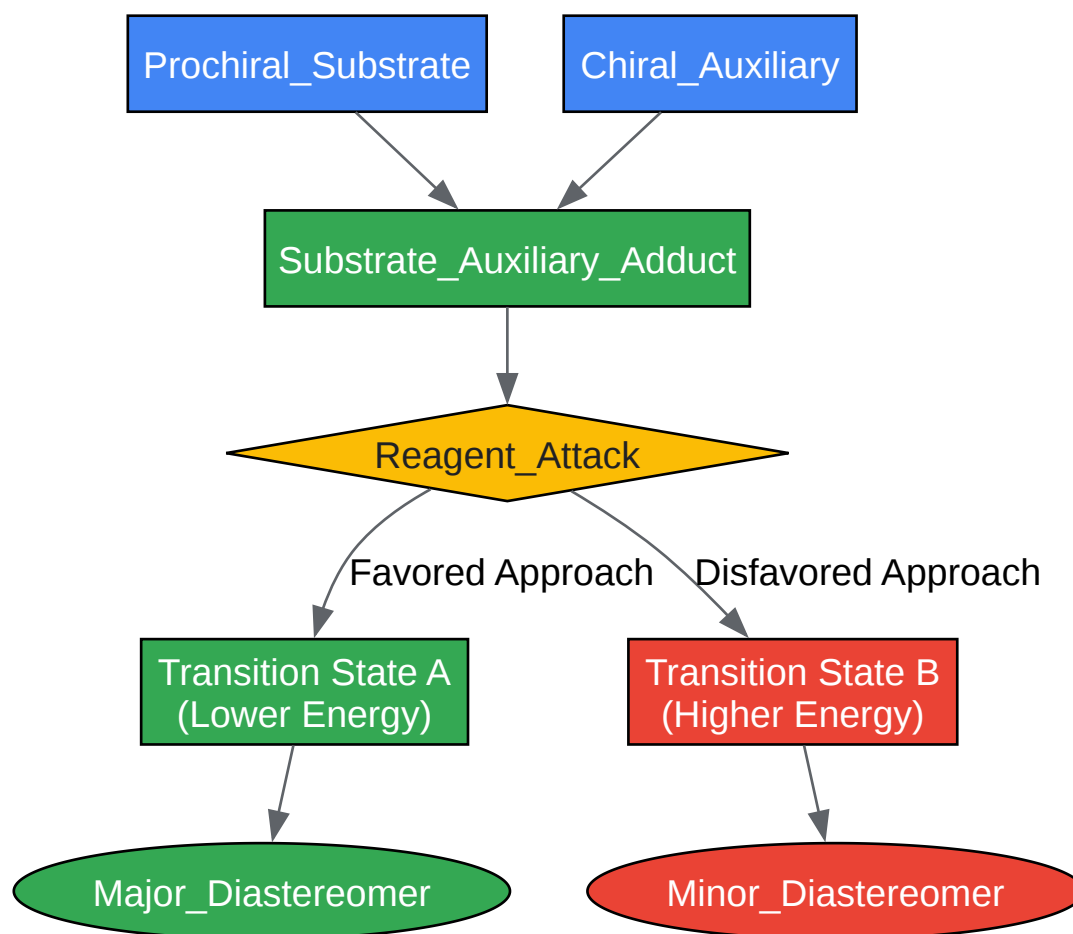 Prochiral_Substrate
Chiral_Auxiliary
Substrate_Auxiliary_Adduct
Reagent_Attack
Favored Approach
Disfavored Approach
Transition State A
(Lower Energy)
Transition State B
(Higher Energy)
Major_Diastereomer
Minor_Diastereomer